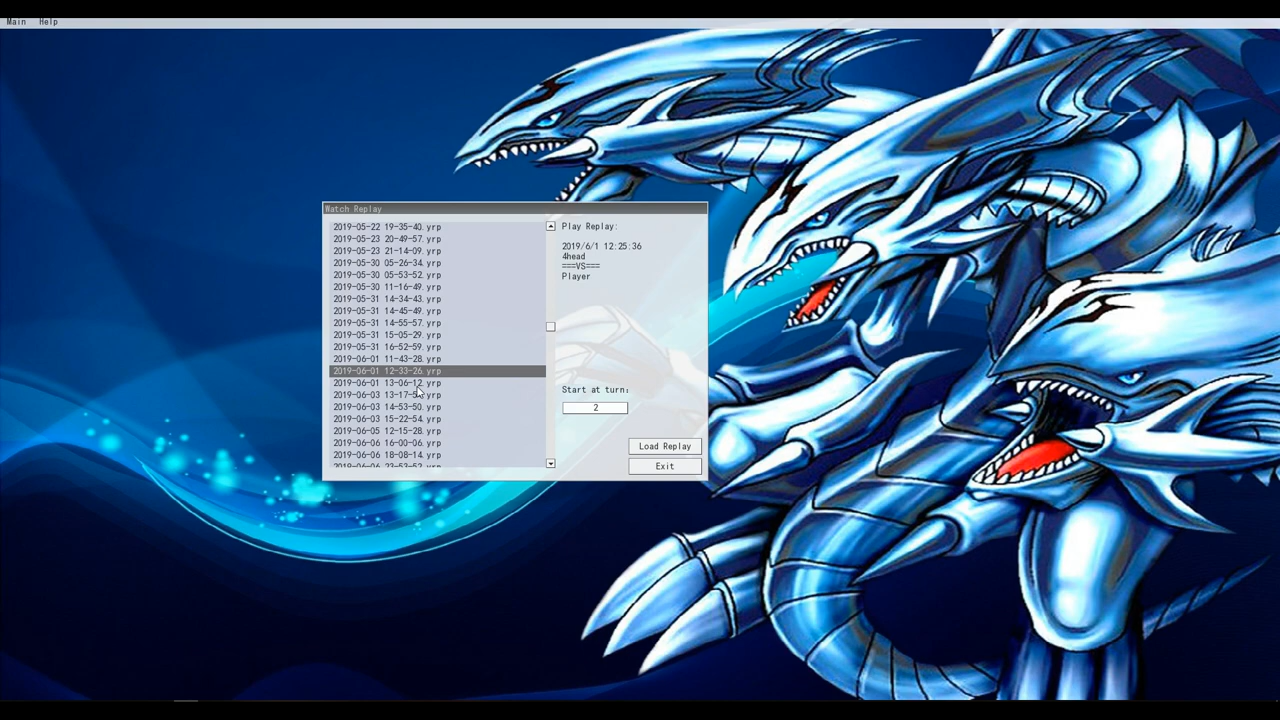 Main Help
Watch Replay
2019-05-22 19-35-40.yrp
2019-05-23 20-49-57.yrp
2019-05-23 21-14-09.yrp
2019-05-30 05-26-34.yrp
2019-05-30 05-53-52.yrp
2019-05-30 11-16-49.yrp
2019-05-31 14-34-43.yrp
2019-05-31 14-45-49.yrp
2019-05-31 14-55-57.yrp
2019-05-31 15-05-29.yrp
2019-05-31 16-52-59.yrp
2019-06-01 11-43-28.yrp
2019-06-01 12-33-26.yrp
2019-06-01 13-06-12.yrp
2019-06-03
2019-06-03 14-53-50.yrp
2019-06-03 15-22-54.yrp
2019-06-05 12-15-28.yrp
2019-06-06 16-00-06.yrp
2019-06-06 18-08-14.yrp
2019-06-06 23-53-52.yrp
Play Replay:
2019/6/1 12:25:36
4head
===VS===
Player
Start at turn:
2
Load Replay
Exit